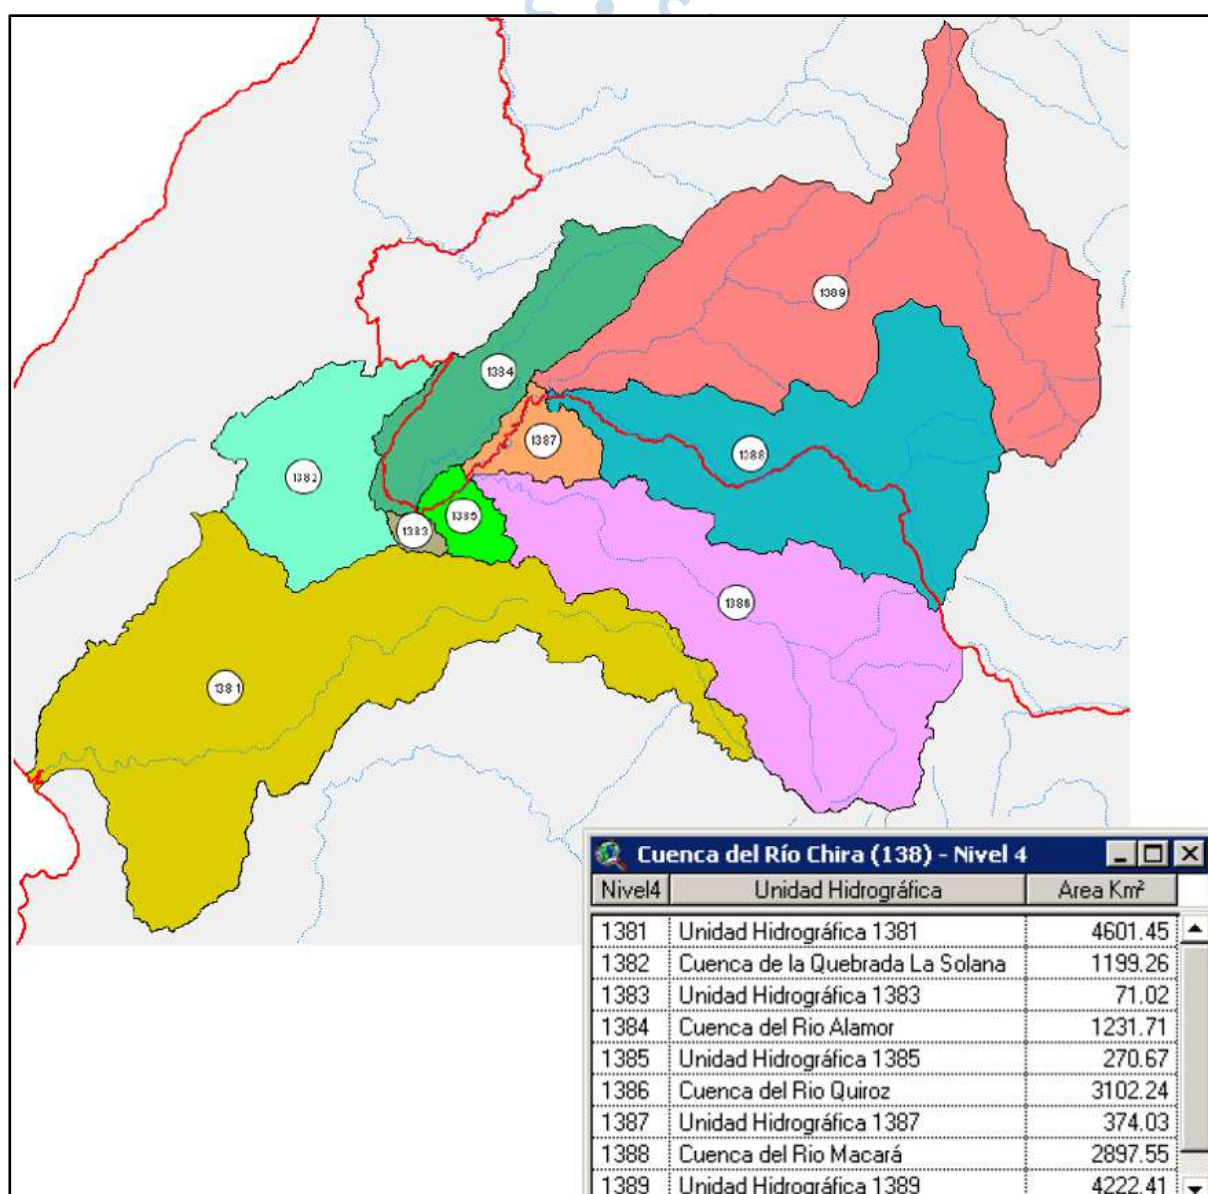 1389
1384
1387
1388
1382
1385
1383
1386
1381
Cuenca del Río Chira (138) - Nivel 4
Nivel4 Unidad Hidrográfica Area Km²
1381 Unidad Hidrográfica 1381 4601.45
1382 Cuenca de la Quebrada La Solana 1199.26
1383 Unidad Hidrográfica 1383 71.02
1384 Cuenca del Rio Alamor 1231.71
1385 Unidad Hidrográfica 1385 270.67
1386 Cuenca del Rio Quiroz 3102.24
1387 Unidad Hidrográfica 1387 374.03
1388 Cuenca del Rio Macará 2897.55
1389 Unidad Hidrográfica 1389 4222.41